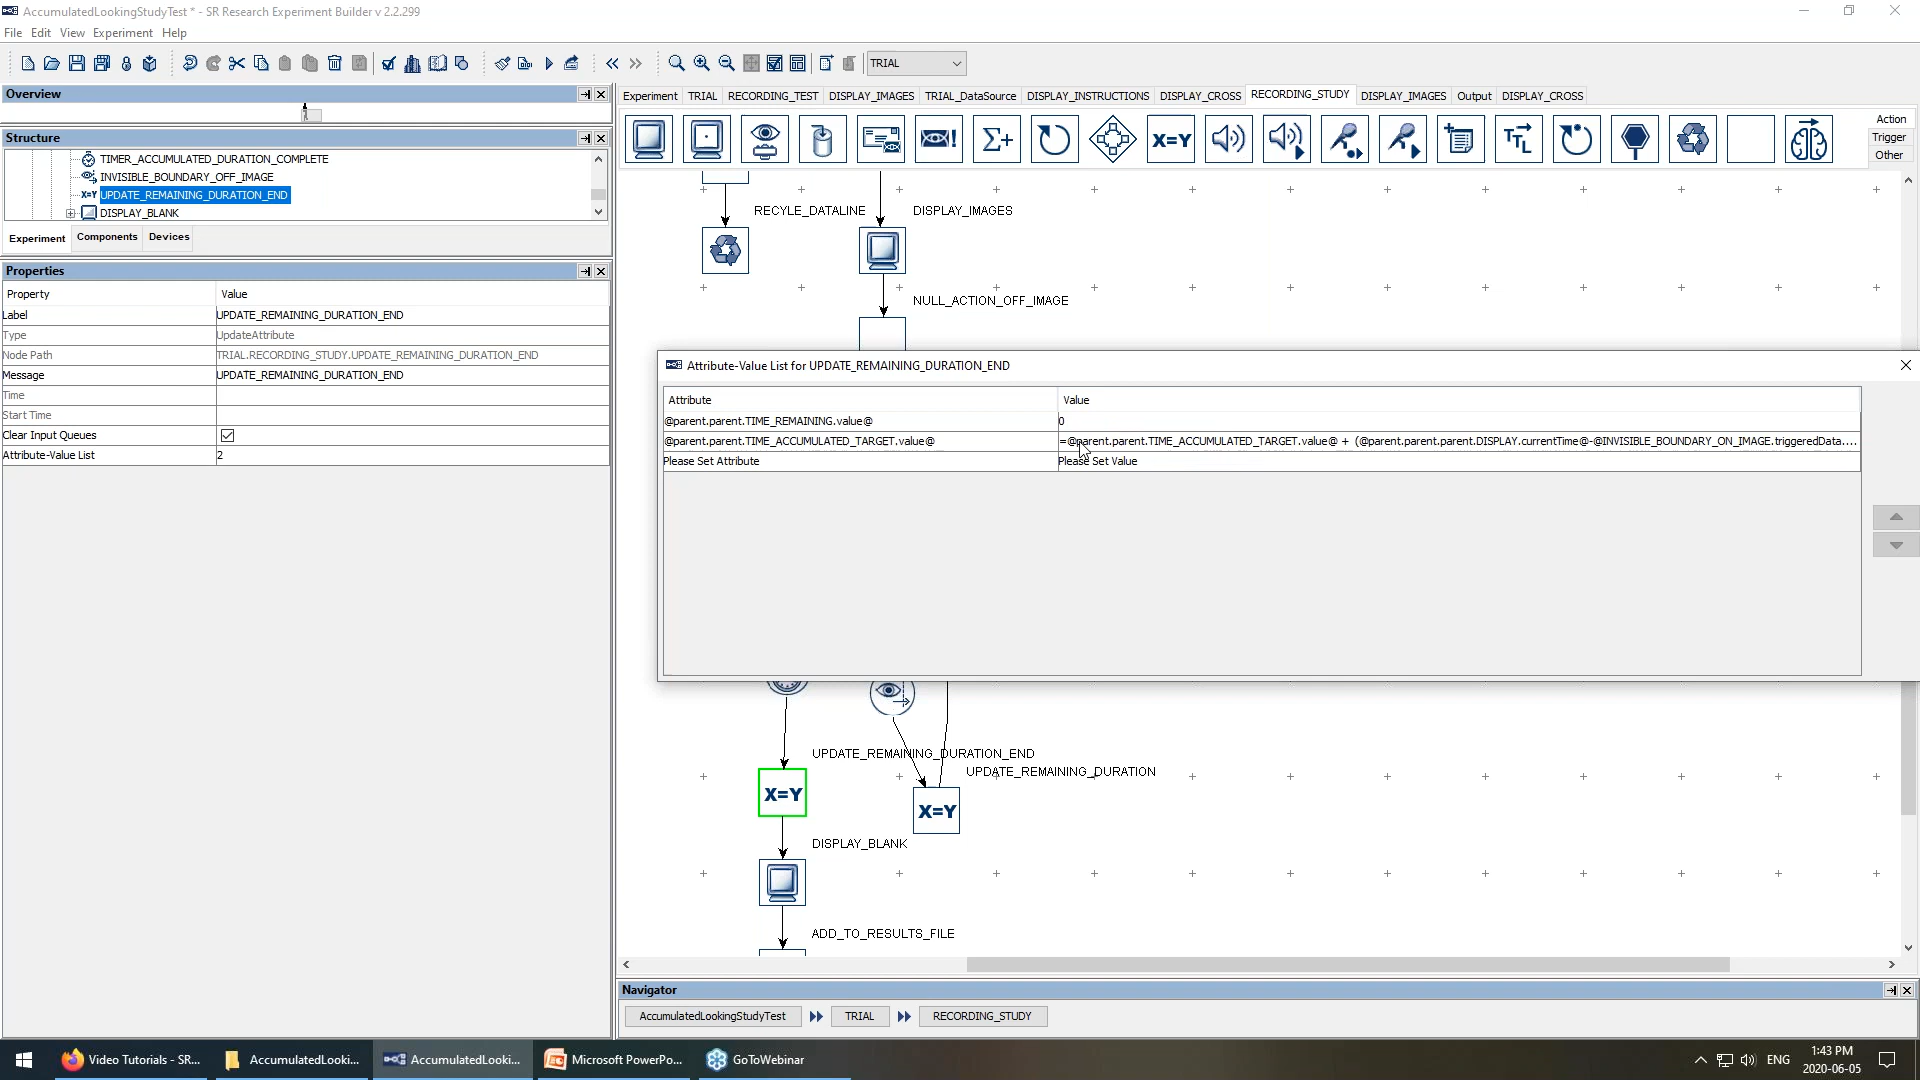 AccumulatedLookingStudyTest * - SR Research Experiment Builder v 2.2.299
File Edit View Experiment Help
TRIAL
Overview
Structure
TIMER_ACCUMULATED_DURATION_COMPLETE
INVISIBLE_BOUNDARY_OFF_IMAGE
X=Y UPDATE_REMAINING_DURATION_END
DISPLAY_BLANK
Experiment Components Devices
Properties
Property Value
Label UPDATE_REMAINING_DURATION_END
Type UpdateAttribute
Node Path TRIAL.RECORDING_STUDY.UPDATE_REMAINING_DURATION_END
Message UPDATE_REMAINING_DURATION_END
Time
Start Time
Clear Input Queues
Attribute-Value List 2
Experiment TRIAL RECORDING_TEST DISPLAY_IMAGES TRIAL_DataSource DISPLAY_INSTRUCTIONS DISPLAY_CROSS RECORDING_STUDY DISPLAY_IMAGES Output DISPLAY_CROSS
X=Y
Action
Trigger
Other
RECYLE_DATALINE DISPLAY_IMAGES
NULL_ACTION_OFF_IMAGE
Attribute-Value List for UPDATE_REMAINING_DURATION_END
Attribute Value
@parent.parent.TIME_REMAINING.value@ 0
@parent.parent.TIME_ACCUMULATED_TARGET.value@ =@parent.parent.TIME_ACCUMULATED_TARGET.value@ + (@parent.parent.parent.DISPLAY.currentTime@-@INVISIBLE_BOUNDARY_ON_IMAGE.triggeredData....
Please Set Attribute Please Set Value
UPDATE_REMAINING_DURATION_END
UPDATE_REMAINING_DURATION
X=Y
X=Y
DISPLAY_BLANK
ADD_TO_RESULTS_FILE
Navigator
AccumulatedLookingStudyTest TRIAL RECORDING_STUDY
Video Tutorials - SR... AccumulatedLooki... AccumulatedLooki... Microsoft PowerPo... GoToWebinar
ENG
1:43 PM
2020-06-05